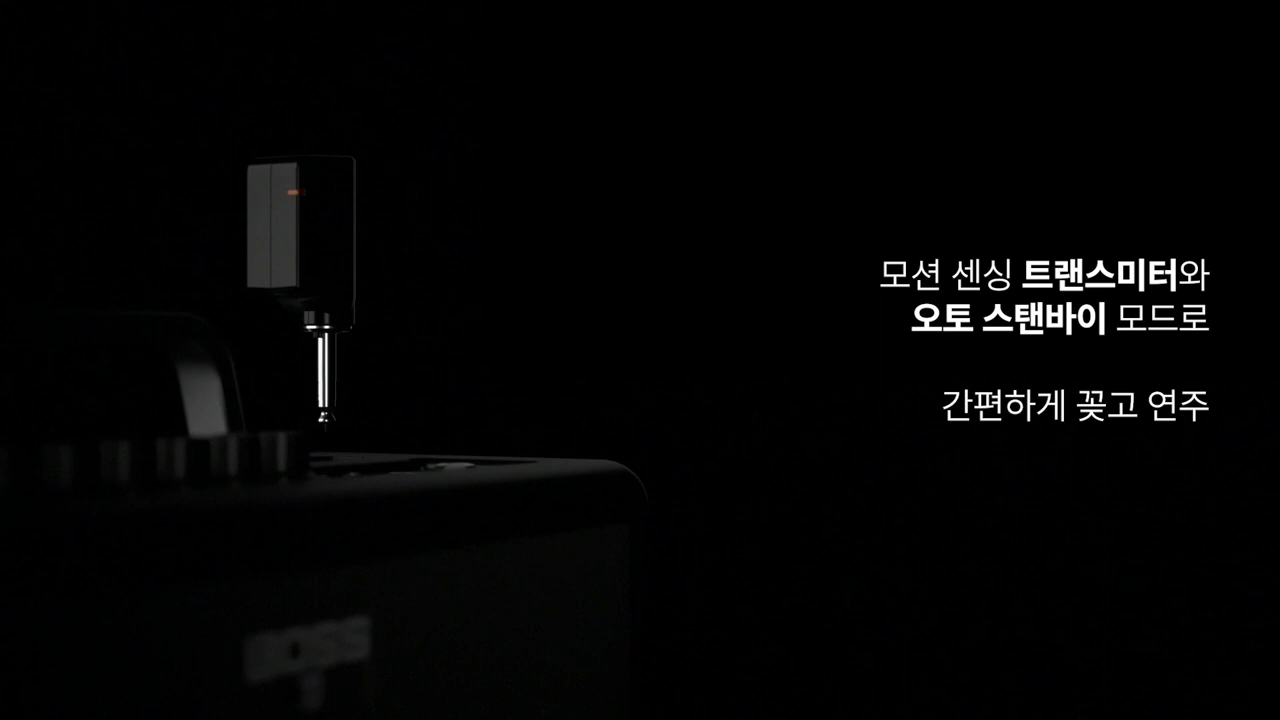 모션 센싱 트랜스미터와
오토 스탠바이 모드로
간편하게 꽂고 연주